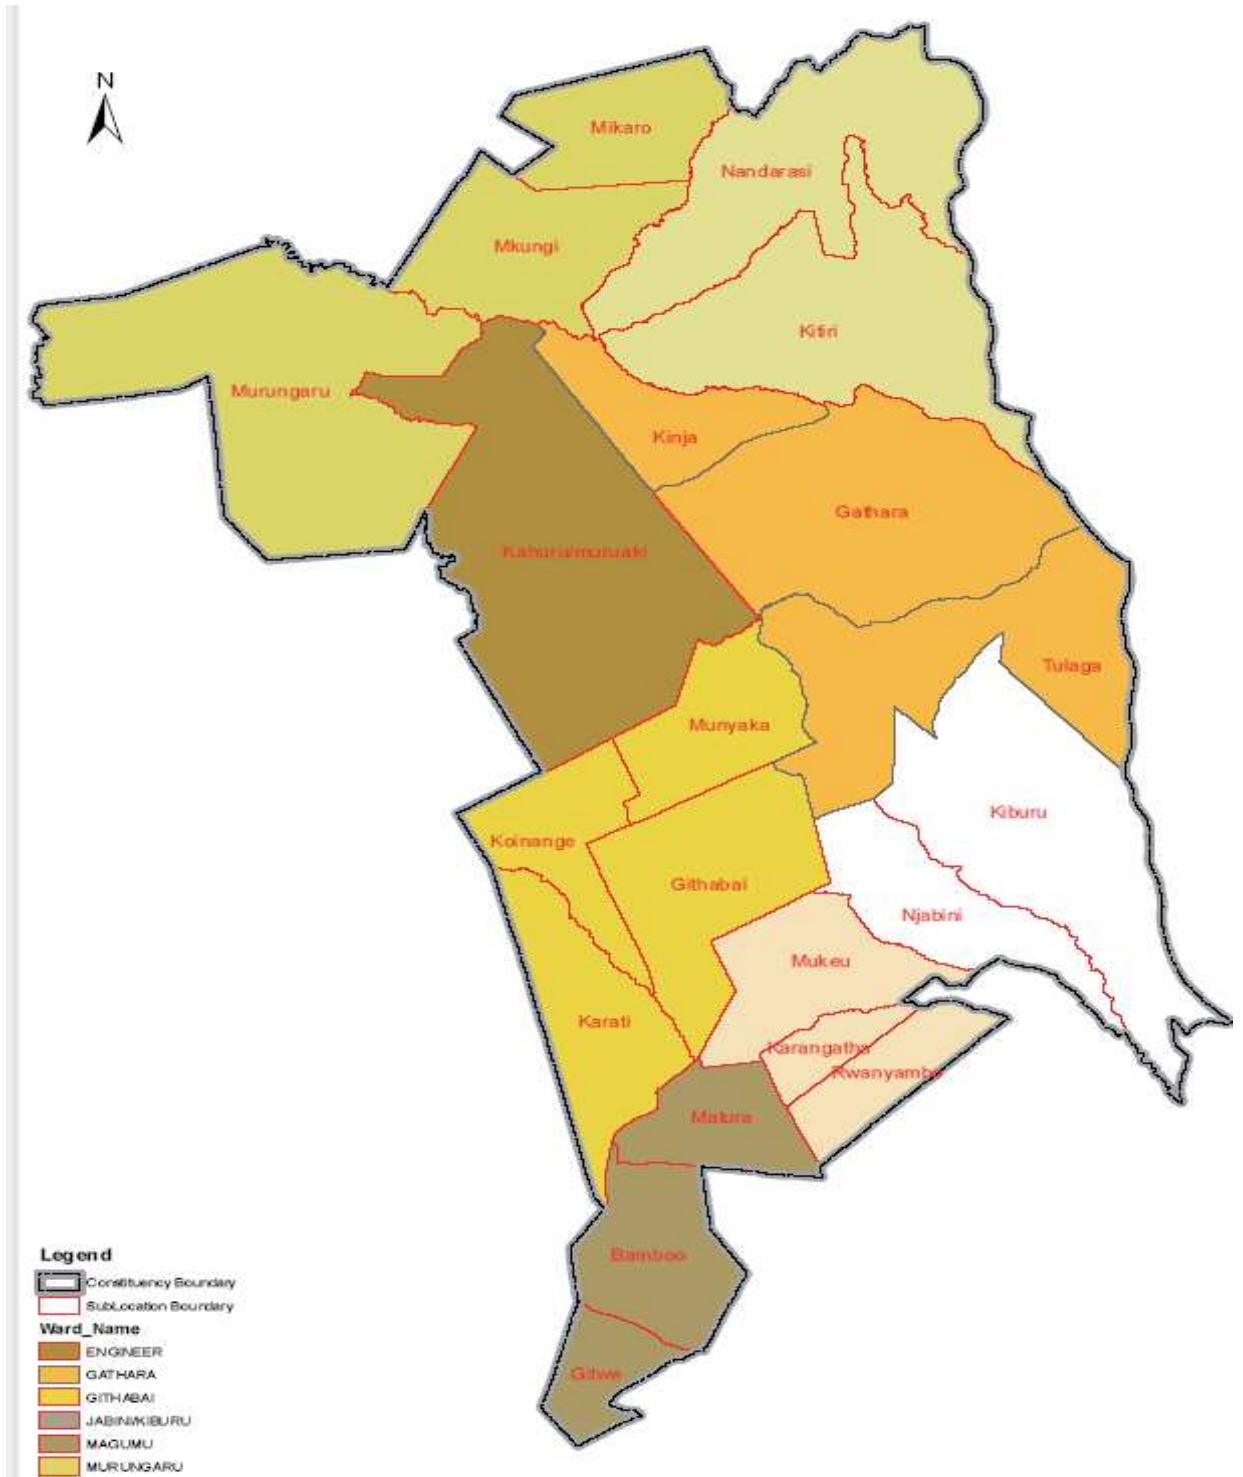 N
Mikaro
Nandarasi
Mkungi
Kitiri
Murungaru
Kinja
Gathara
Kahuru/muruaki
Tulaga
Munyaka
Kiburu
Koinange
Githabai
Njabini
Mukeu
Karati
Karangatha
Rwanyambo
Matura
Bamboo
Gitwe
Legend
Constituency Boundary
SubLocation Boundary
Ward_Name
ENGINEER
GATHARA
GITHABAI
JABINI/KIBURU
MAGUMU
MURUNGARU